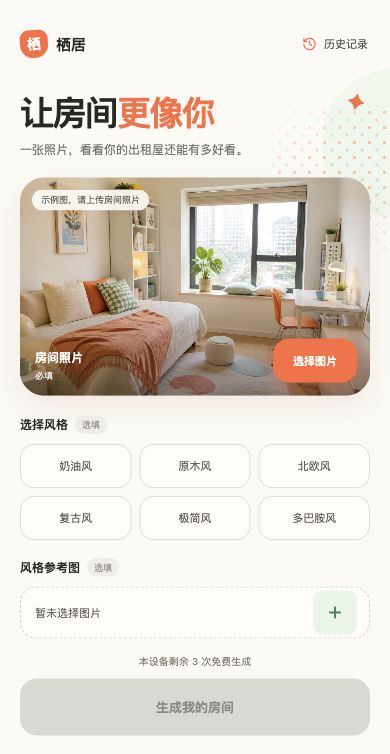 栖 栖居
历史记录
让房间更像你
一张照片，看看你的出租屋还能有多好看。
示例图，请上传房间照片
房间照片
必填
选择图片
选择风格 选填
奶油风 原木风 北欧风
复古风 极简风 多巴胺风
风格参考图 选填
暂未选择图片
本设备剩余 3 次免费生成
生成我的房间